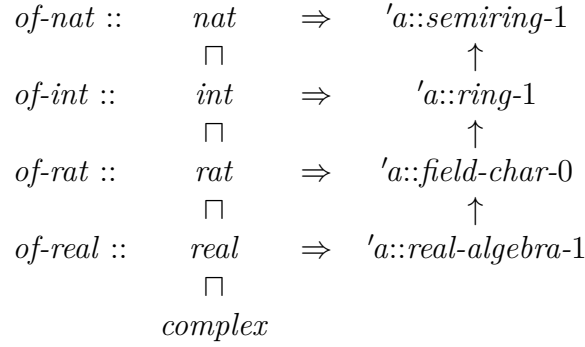 of-nat :: nat ⇒ 'a::semiring-1
⊓ ↑
of-int :: int ⇒ 'a::ring-1
⊓ ↑
of-rat :: rat ⇒ 'a::field-char-0
⊓ ↑
of-real :: real ⇒ 'a::real-algebra-1
⊓
complex